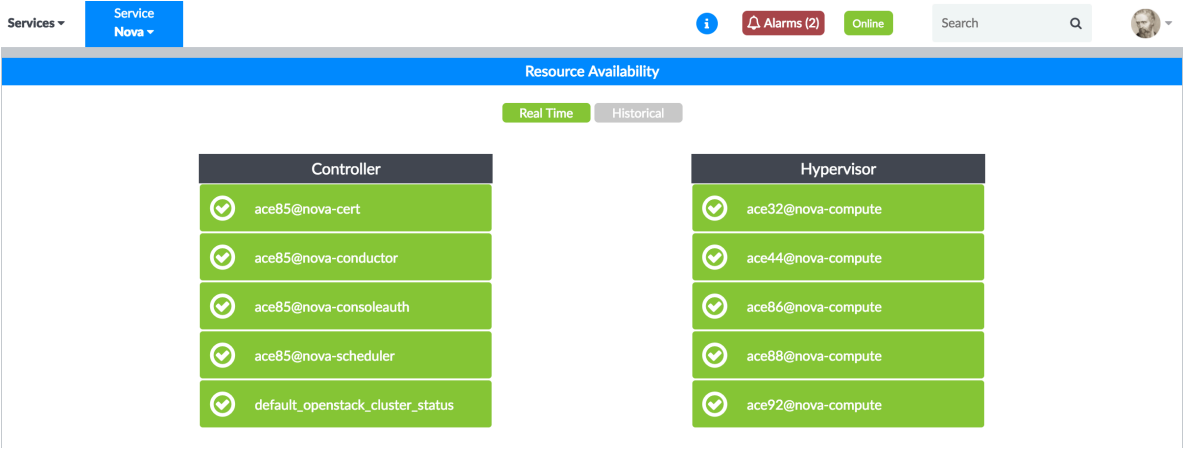 Services
Service
Nova
i
Alarms (2)
Online
Search
Resource Availability
Real Time
Historical
Controller
ace85@nova-cert
ace85@nova-conductor
ace85@nova-consoleauth
ace85@nova-scheduler
default_openstack_cluster_status
Hypervisor
ace32@nova-compute
ace44@nova-compute
ace86@nova-compute
ace88@nova-compute
ace92@nova-compute